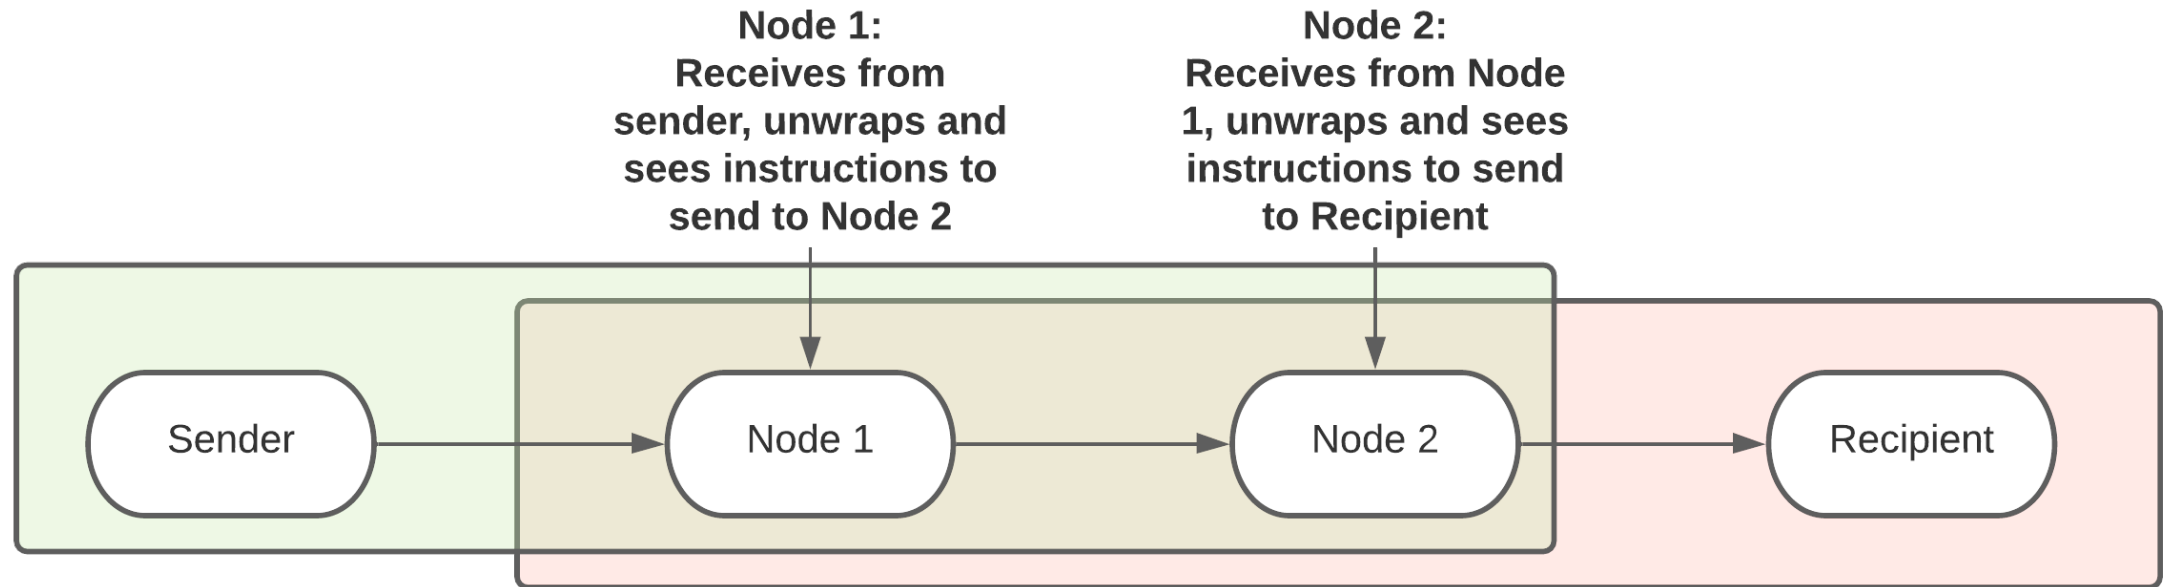 Node 1:
Receives from
sender, unwraps and
sees instructions to
send to Node 2
Node 2:
Receives from Node
1, unwraps and sees
instructions to send
to Recipient
Sender
Node 1
Node 2
Recipient